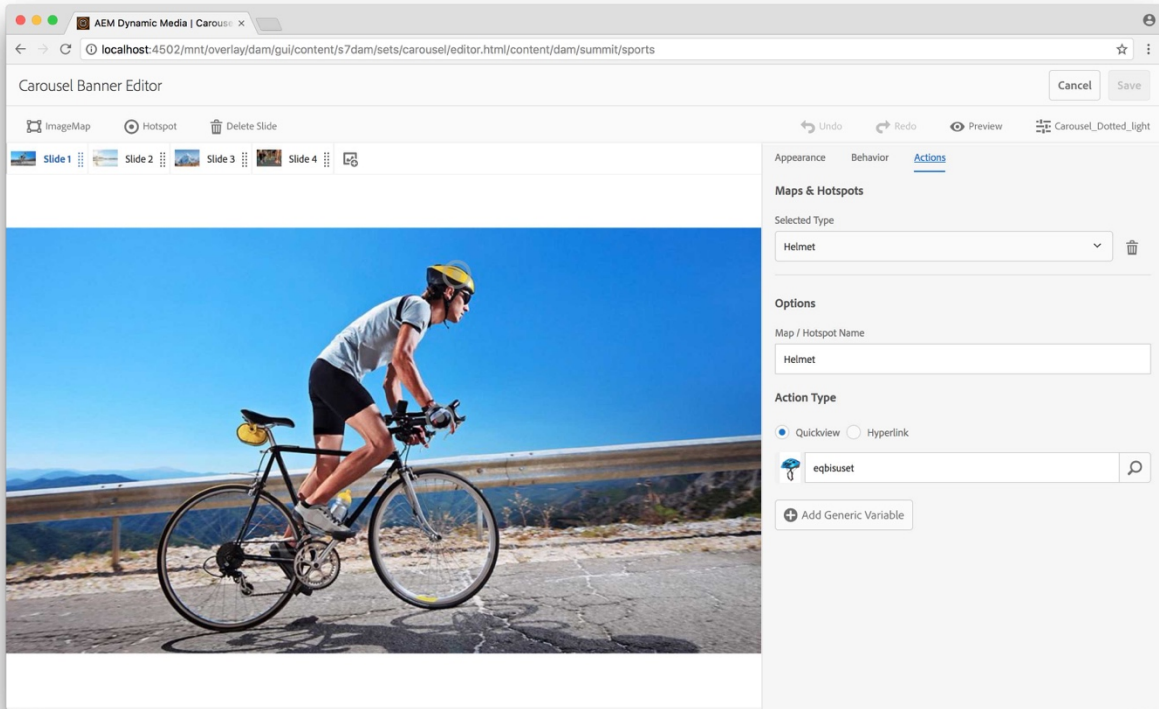 AEM Dynamic Media | Carouse
localhost:4502/mnt/overlay/dam/gui/content/s7dam/sets/carousel/editor.html/content/dam/summit/sports
Carousel Banner Editor
Cancel
Save
ImageMap
Hotspot
Delete Slide
Undo
Redo
Preview
Carousel_Dotted_light
Slide 1
Slide 2
Slide 3
Slide 4
Appearance
Behavior
Actions
Maps & Hotspots
Selected Type
Helmet
Options
Map / Hotspot Name
Helmet
Action Type
Quickview
Hyperlink
eqbisuset
Add Generic Variable